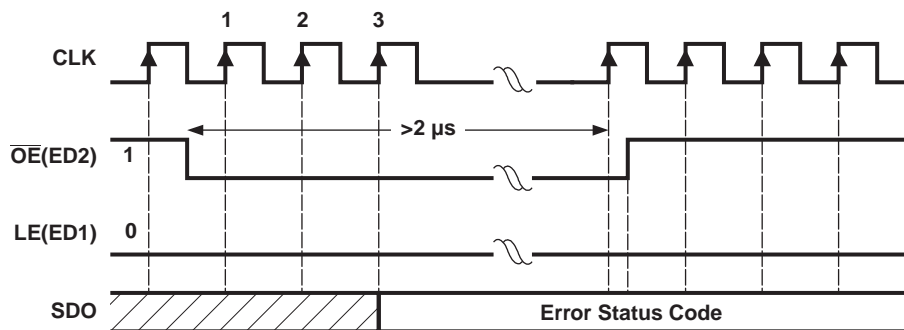 1 2 3
CLK
>2 µs
OE(ED2) 1
LE(ED1) 0
SDO Error Status Code